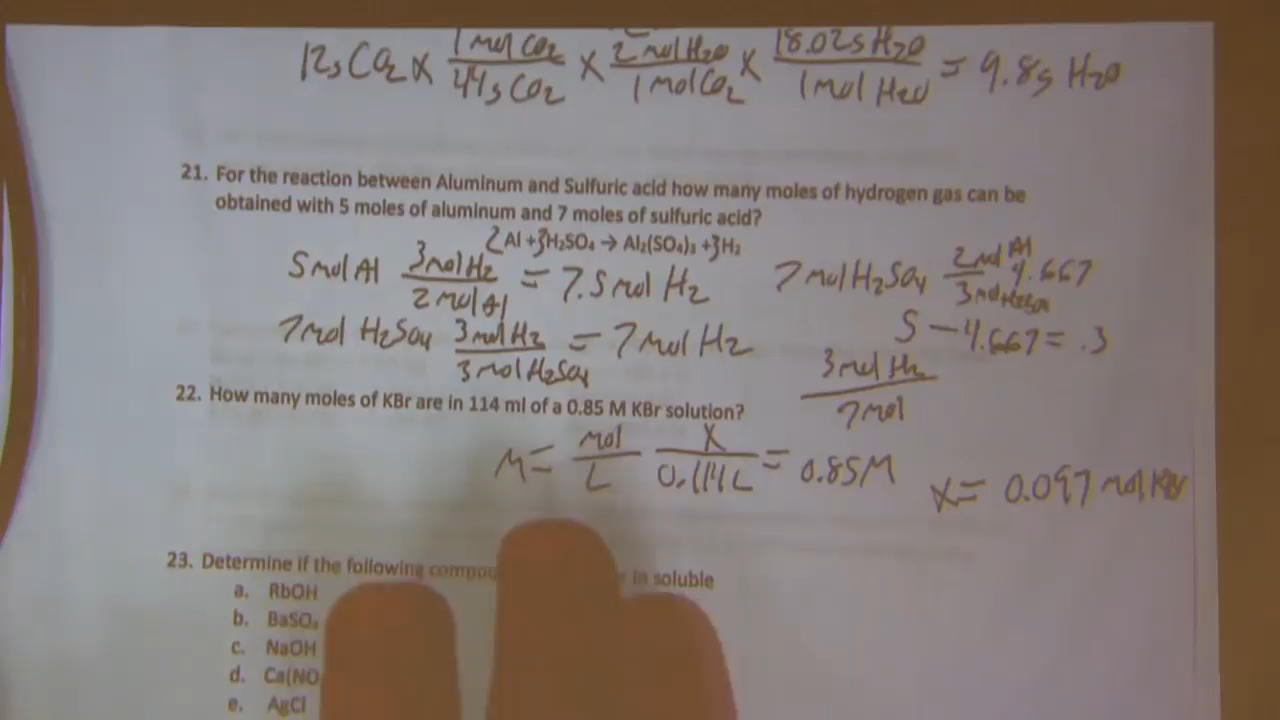 12g CO2 x 1 mol CO2 / 44g CO2 x 2 mol H2O / 1 mol CO2 x 18.02g H2O / 1 mol H2O = 9.8g H2O
21. For the reaction between Aluminum and Sulfuric acid how many moles of hydrogen gas can be
obtained with 5 moles of aluminum and 7 moles of sulfuric acid?
2Al + 3H₂SO₄ → Al₂(SO₄)₃ + 3H₂
5 mol Al 3 mol H2 / 2 mol Al = 7.5 mol H2
7 mol H2SO4 2 mol Al / 3 mol H2SO4 4.667
7 mol H2SO4 3 mol H2 / 3 mol H2SO4 = 7 mol H2
5 - 4.667 = .3
3 mol H2 / 7 mol
22. How many moles of KBr are in 114 ml of a 0.85 M KBr solution?
M = mol / L X / 0.114 L = 0.85M X = 0.097 mol KBr
23. Determine if the following in soluble
a. RbOH
b. BaSO₄
c. NaOH
d. Ca(NO
e. AgCl